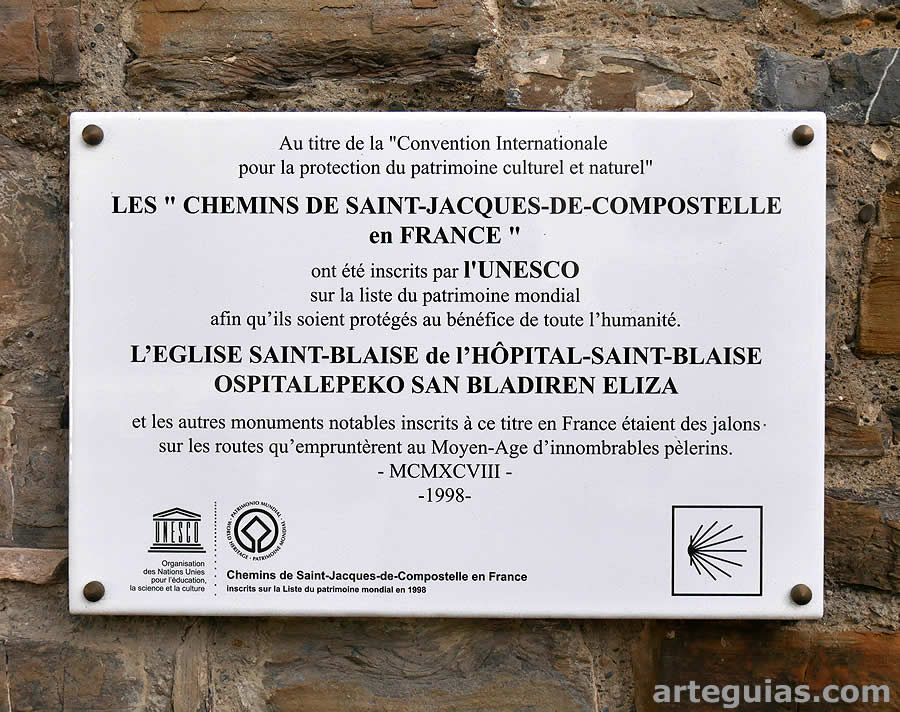 Au titre de la "Convention Internationale
pour la protection du patrimoine culturel et naturel"
LES " CHEMINS DE SAINT-JACQUES-DE-COMPOSTELLE
en FRANCE "
ont été inscrits par l'UNESCO
sur la liste du patrimoine mondial
afin qu’ils soient protégés au bénéfice de toute l’humanité.
L’EGLISE SAINT-BLAISE de l’HÔPITAL-SAINT-BLAISE
OSPITALEPEKO SAN BLADIREN ELIZA
et les autres monuments notables inscrits à ce titre en France étaient des jalons
sur les routes qu’empruntèrent au Moyen-Age d’innombrables pèlerins.
- MCMXCVIII -
-1998-
UNESCO
Organisation
des Nations Unies
pour l'éducation,
la science et la culture
PATRIMONIO MUNDIAL • WORLD HERITAGE • PATRIMOINE MONDIAL •
Chemins de Saint-Jacques-de-Compostelle en France
inscrits sur la Liste du patrimoine mondial en 1998
arteguias.com